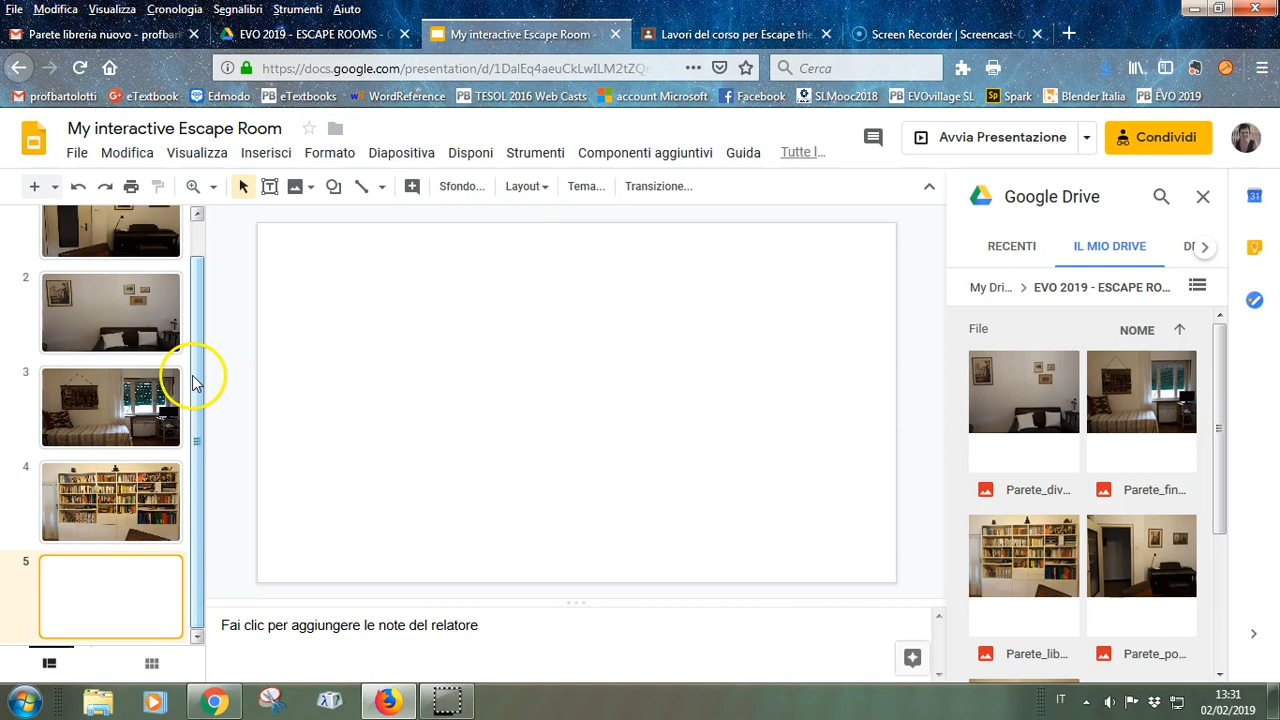 File Modifica Visualizza Cronologia Segnalibri Strumenti Aiuto
Parete libreria nuovo - profbar
EVO 2019 - ESCAPE ROOMS - G
My interactive Escape Room -
Lavori del corso per Escape the
Screen Recorder | Screencast-O
https://docs.google.com/presentation/d/1DalEq4aeuCkLwILM2tZQn
Cerca
profbartolotti
eTextbook
Edmodo
eTextbooks
WordReference
TESOL 2016 Web Casts
account Microsoft
Facebook
SLMooc2018
EVOvillage SL
Spark
Blender Italia
EVO 2019
My interactive Escape Room
File Modifica Visualizza Inserisci Formato Diapositiva Disponi Strumenti Componenti aggiuntivi Guida Tutte l…
Avvia Presentazione
Condividi
Sfondo... Layout Tema... Transizione...
2
3
4
5
Fai clic per aggiungere le note del relatore
Google Drive
RECENTI IL MIO DRIVE DI
My Dri... EVO 2019 - ESCAPE RO...
File NOME
Parete_div... Parete_fin...
Parete_lib... Parete_po...
31
IT
13:31
02/02/2019